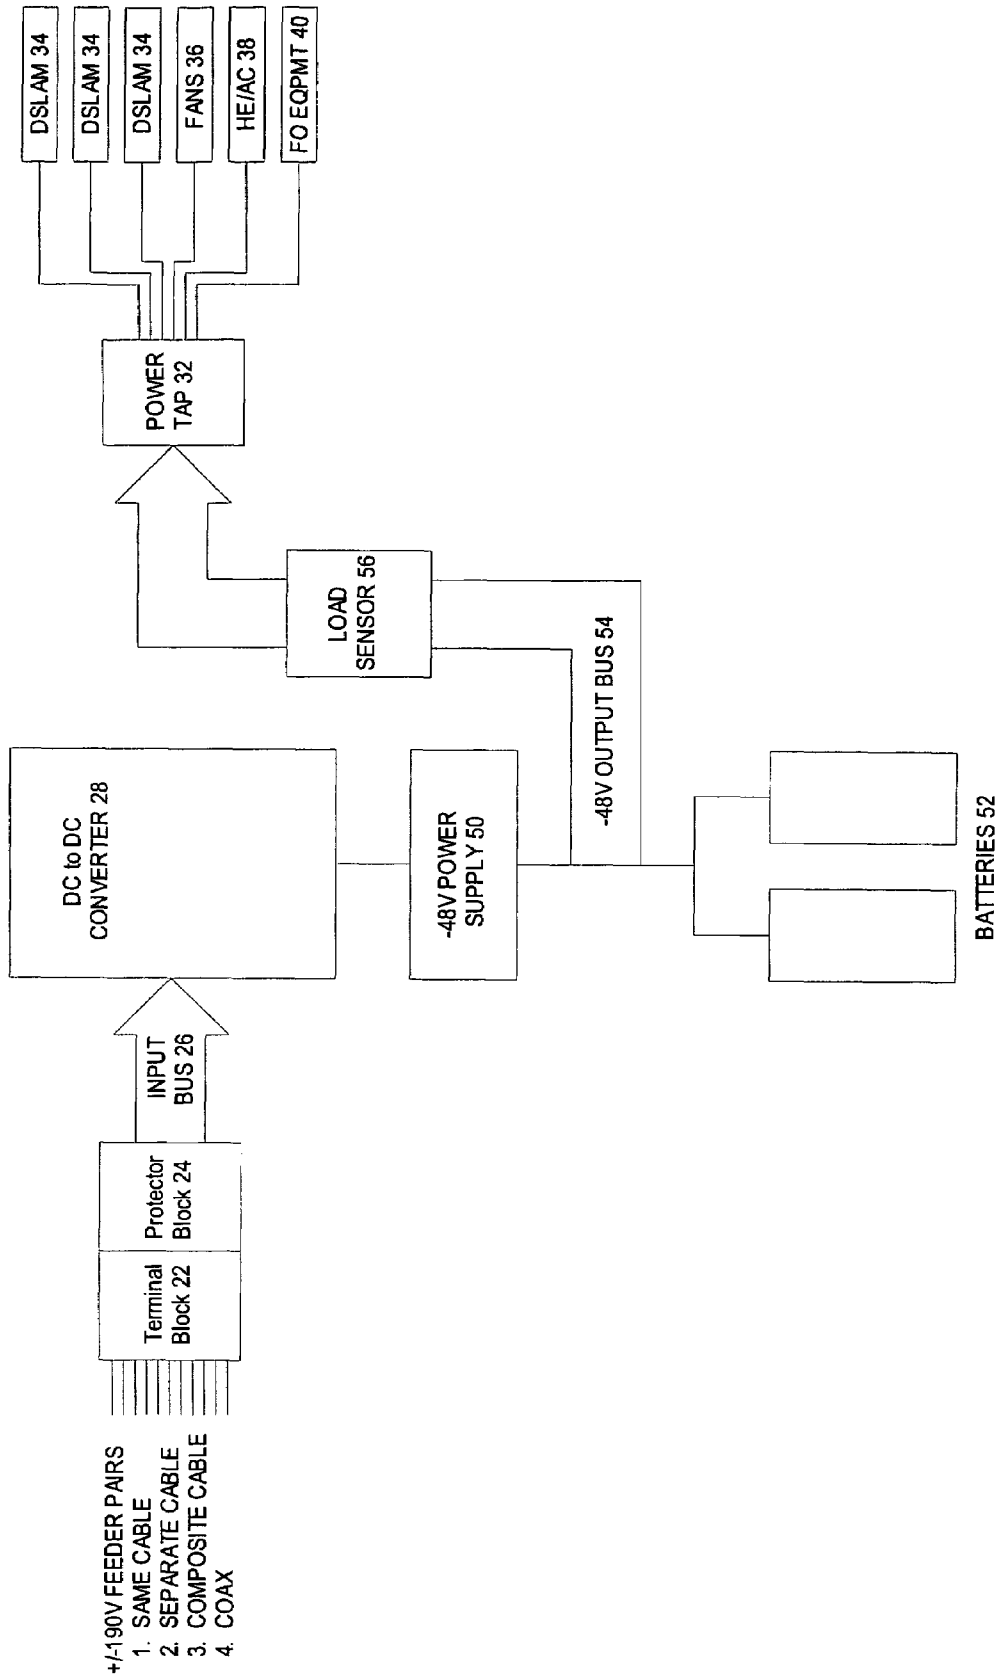 +/-190V FEEDER PAIRS
1. SAME CABLE
2. SEPARATE CABLE
3. COMPOSITE CABLE
4. COAX
Terminal
Block 22
Protector
Block 24
INPUT
BUS 26
DC to DC
CONVERTER 28
-48V POWER
SUPPLY 50
BATTERIES 52
-48V OUTPUT BUS 54
LOAD
SENSOR 56
POWER
TAP 32
DSLAM 34
DSLAM 34
DSLAM 34
FANS 36
HE/AC 38
FO EQPMT 40